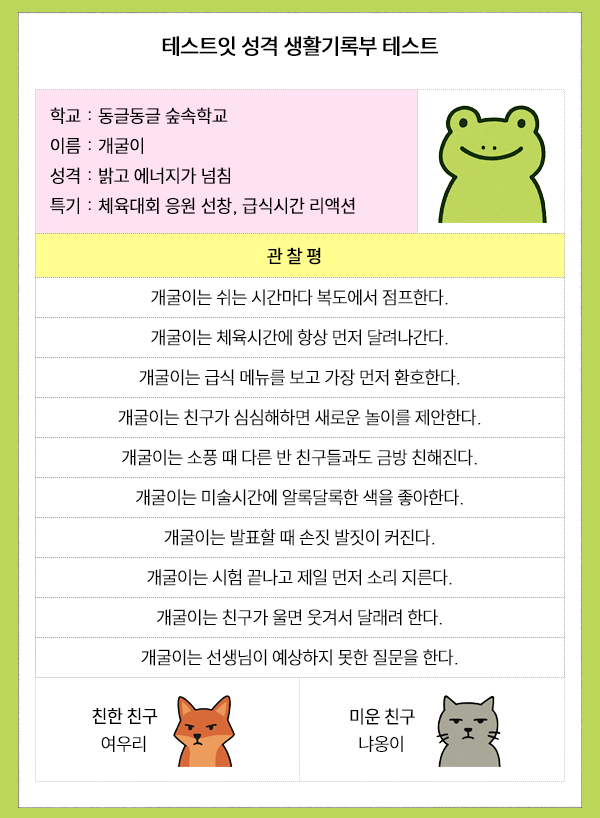 테스트잇 성격 생활기록부 테스트
학교 : 동글동글 숲속학교
이름 : 개굴이
성격 : 밝고 에너지가 넘침
특기 : 체육대회 응원 선창, 급식시간 리액션
관 찰 평
개굴이는 쉬는 시간마다 복도에서 점프한다.
개굴이는 체육시간에 항상 먼저 달려나간다.
개굴이는 급식 메뉴를 보고 가장 먼저 환호한다.
개굴이는 친구가 심심해하면 새로운 놀이를 제안한다.
개굴이는 소풍 때 다른 반 친구들과도 금방 친해진다.
개굴이는 미술시간에 알록달록한 색을 좋아한다.
개굴이는 발표할 때 손짓 발짓이 커진다.
개굴이는 시험 끝나고 제일 먼저 소리 지른다.
개굴이는 친구가 울면 웃겨서 달래려 한다.
개굴이는 선생님이 예상하지 못한 질문을 한다.
친한 친구
여우리
미운 친구
냐옹이